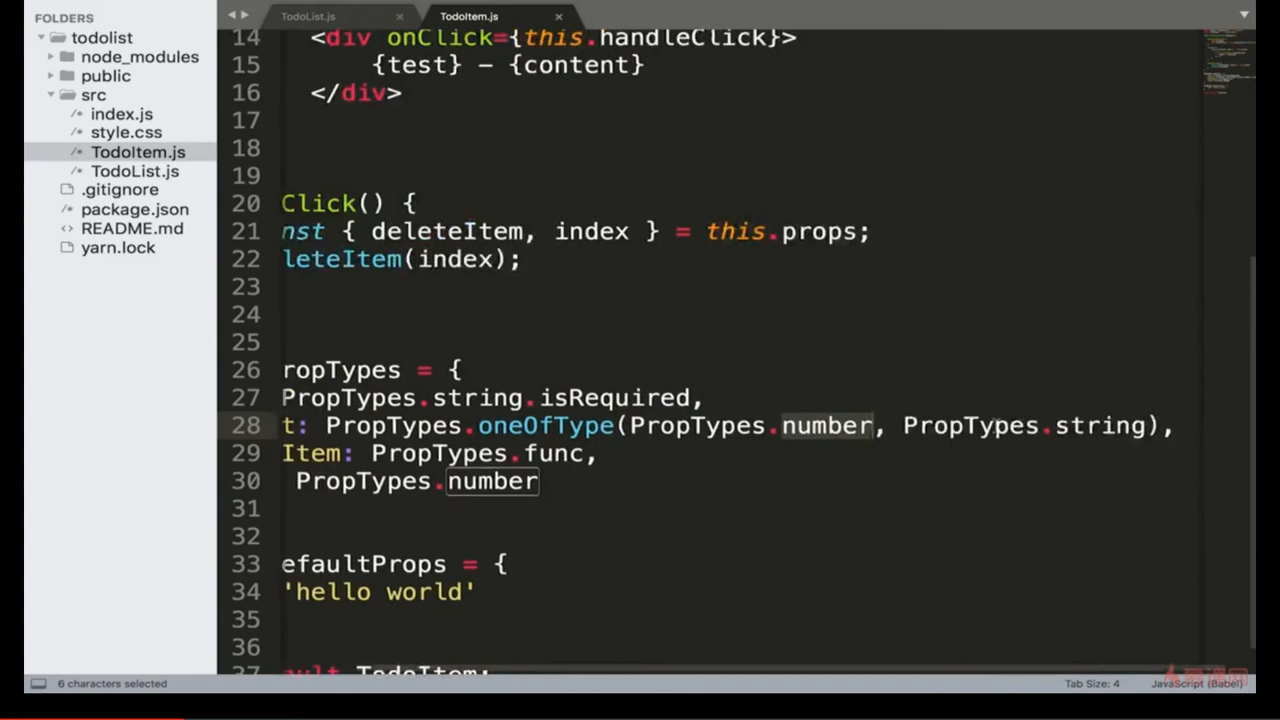 FOLDERS
todolist
node_modules
public
src
index.js
style.css
TodoItem.js
TodoList.js
.gitignore
package.json
README.md
yarn.lock
TodoList.js ×
TodoItem.js ×
14 <div onClick={this.handleClick}>
15 {test} - {content}
16 </div>
17
18
19
20 Click() {
21 nst { deleteItem, index } = this.props;
22 leteItem(index);
23
24
25
26 ropTypes = {
27 PropTypes.string.isRequired,
28 t: PropTypes.oneOfType(PropTypes.number, PropTypes.string),
29 Item: PropTypes.func,
30 PropTypes.number
31
32
33 efaultProps = {
34 'hello world'
35
36
37 ault TodoItem;
6 characters selected
Tab Size: 4
JavaScript (Babel)